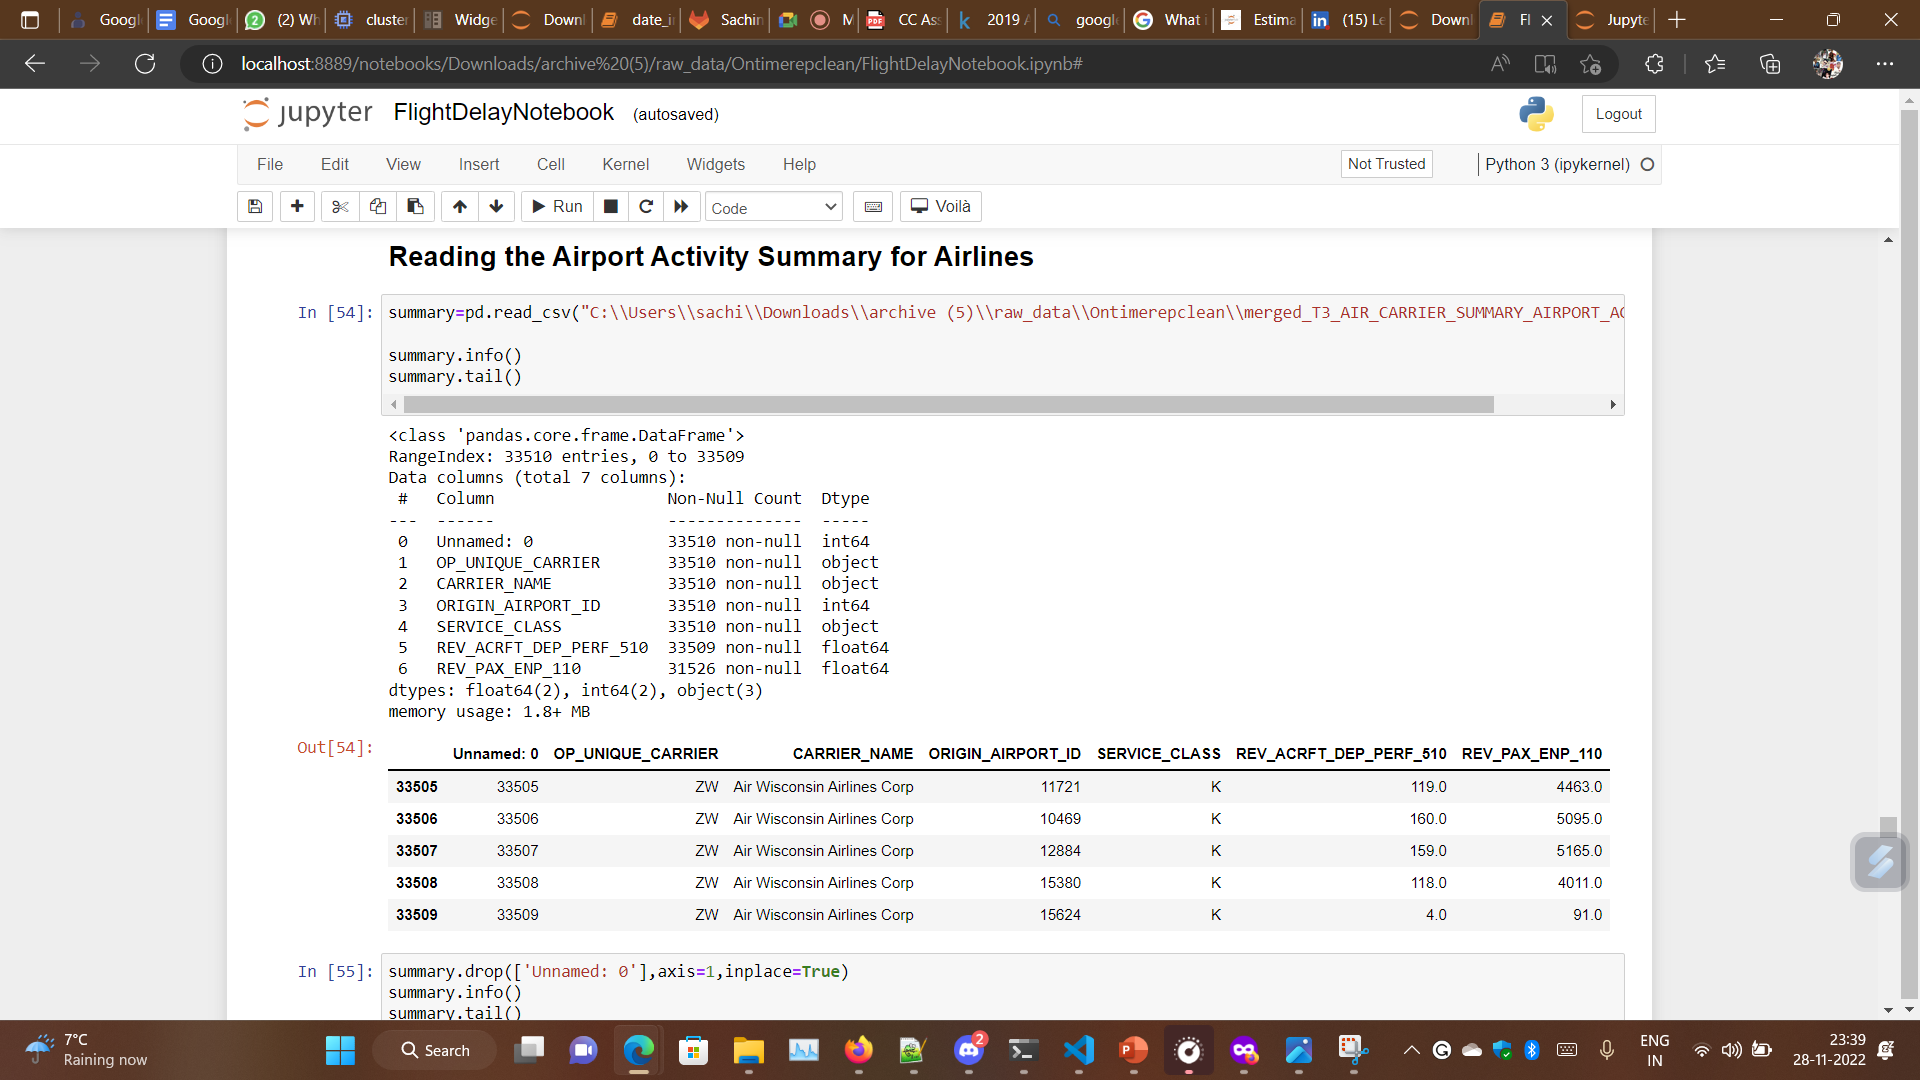 Googl
Googl
(2) Wh
cluster
Widge
Downl
date_i
Sachin
M
CC As
2019
googl
What i
Estima
(15) Le
Downl
Fl
Jupyte
localhost:8889/notebooks/Downloads/archive%20(5)/raw_data/Ontimerepclean/FlightDelayNotebook.ipynb#
jupyter FlightDelayNotebook (autosaved)
Logout
File Edit View Insert Cell Kernel Widgets Help
Not Trusted
Python 3 (ipykernel)
Run
Code
Voilà
Reading the Airport Activity Summary for Airlines
In [54]: summary=pd.read_csv("C:\\Users\\sachi\\Downloads\\archive (5)\\raw_data\\Ontimerepclean\\merged_T3_AIR_CARRIER_SUMMARY_AIRPORT_AC
summary.info()
summary.tail()
<class 'pandas.core.frame.DataFrame'>
RangeIndex: 33510 entries, 0 to 33509
Data columns (total 7 columns):
# Column Non-Null Count Dtype
--- ------ -------------- -----
0 Unnamed: 0 33510 non-null int64
1 OP_UNIQUE_CARRIER 33510 non-null object
2 CARRIER_NAME 33510 non-null object
3 ORIGIN_AIRPORT_ID 33510 non-null int64
4 SERVICE_CLASS 33510 non-null object
5 REV_ACRFT_DEP_PERF_510 33509 non-null float64
6 REV_PAX_ENP_110 31526 non-null float64
dtypes: float64(2), int64(2), object(3)
memory usage: 1.8+ MB
Out[54]:
Unnamed: 0 OP_UNIQUE_CARRIER CARRIER_NAME ORIGIN_AIRPORT_ID SERVICE_CLASS REV_ACRFT_DEP_PERF_510 REV_PAX_ENP_110
33505 33505 ZW Air Wisconsin Airlines Corp 11721 K 119.0 4463.0
33506 33506 ZW Air Wisconsin Airlines Corp 10469 K 160.0 5095.0
33507 33507 ZW Air Wisconsin Airlines Corp 12884 K 159.0 5165.0
33508 33508 ZW Air Wisconsin Airlines Corp 15380 K 118.0 4011.0
33509 33509 ZW Air Wisconsin Airlines Corp 15624 K 4.0 91.0
In [55]: summary.drop(['Unnamed: 0'],axis=1,inplace=True)
summary.info()
summary.tail()
7°C
Raining now
Search
2
ENG
IN
23:39
28-11-2022